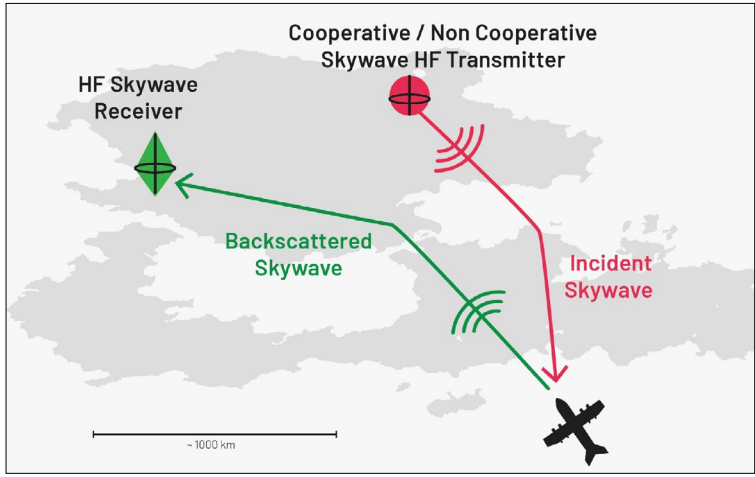 Cooperative / Non Cooperative
Skywave HF Transmitter
HF Skywave
Receiver
Backscattered
Skywave
Incident
Skywave
~ 1000 km